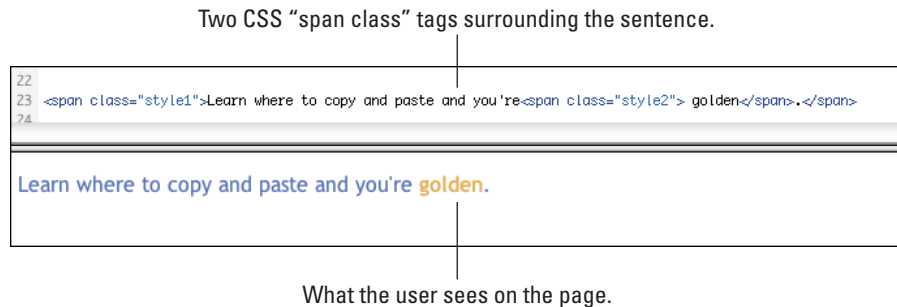 Two CSS “span class” tags surrounding the sentence.
22
23 <span class="style1">Learn where to copy and paste and you're<span class="style2"> golden</span>.</span>
24
Learn where to copy and paste and you're golden.
What the user sees on the page.